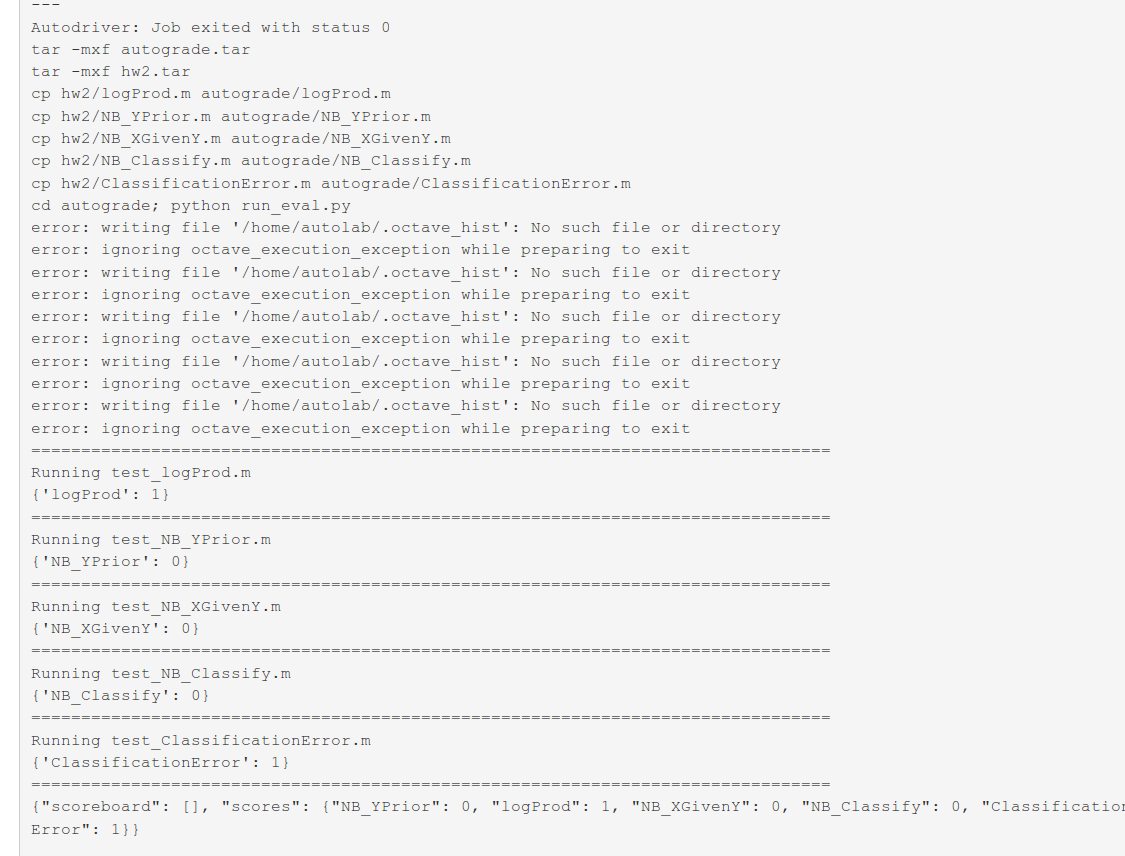 ---
Autodriver: Job exited with status 0
tar -mxf autograde.tar
tar -mxf hw2.tar
cp hw2/logProd.m autograde/logProd.m
cp hw2/NB_YPrior.m autograde/NB_YPrior.m
cp hw2/NB_XGivenY.m autograde/NB_XGivenY.m
cp hw2/NB_Classify.m autograde/NB_Classify.m
cp hw2/ClassificationError.m autograde/ClassificationError.m
cd autograde; python run_eval.py
error: writing file '/home/autolab/.octave_hist': No such file or directory
error: ignoring octave_execution_exception while preparing to exit
error: writing file '/home/autolab/.octave_hist': No such file or directory
error: ignoring octave_execution_exception while preparing to exit
error: writing file '/home/autolab/.octave_hist': No such file or directory
error: ignoring octave_execution_exception while preparing to exit
error: writing file '/home/autolab/.octave_hist': No such file or directory
error: ignoring octave_execution_exception while preparing to exit
error: writing file '/home/autolab/.octave_hist': No such file or directory
error: ignoring octave_execution_exception while preparing to exit
================================================================================
Running test_logProd.m
{'logProd': 1}
================================================================================
Running test_NB_YPrior.m
{'NB_YPrior': 0}
================================================================================
Running test_NB_XGivenY.m
{'NB_XGivenY': 0}
================================================================================
Running test_NB_Classify.m
{'NB_Classify': 0}
================================================================================
Running test_ClassificationError.m
{'ClassificationError': 1}
================================================================================
{"scoreboard": [], "scores": {"NB_YPrior": 0, "logProd": 1, "NB_XGivenY": 0, "NB_Classify": 0, "Classification
Error": 1}}